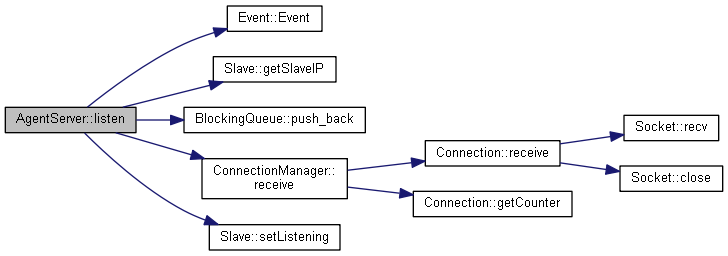 Event::Event
Slave::getSlaveIP
AgentServer::listen
BlockingQueue::push_back
ConnectionManager::
receive
Slave::setListening
Connection::receive
Connection::getCounter
Socket::recv
Socket::close